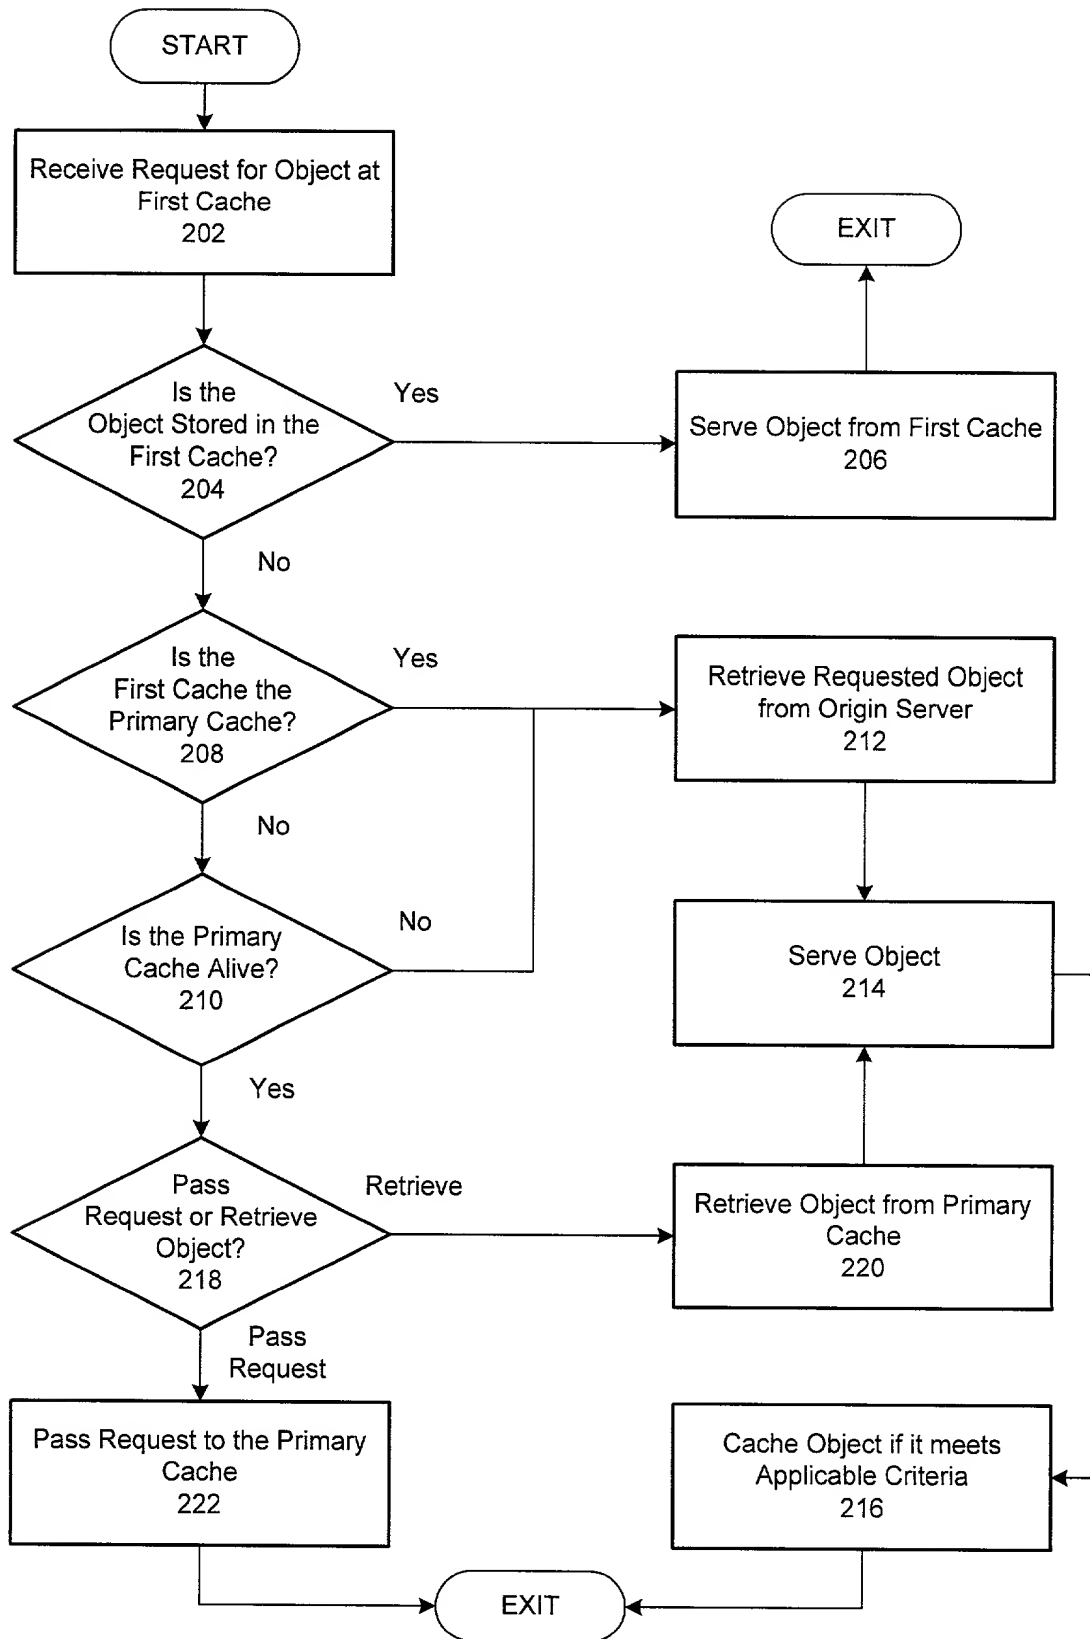 START
Receive Request for Object at
First Cache
202
EXIT
Is the
Object Stored in the
First Cache?
204
Yes
Serve Object from First Cache
206
No
Is the
First Cache the
Primary Cache?
208
Yes
Retrieve Requested Object
from Origin Server
212
No
Is the Primary
Cache Alive?
210
No
Serve Object
214
Yes
Pass
Request or Retrieve
Object?
218
Retrieve
Retrieve Object from Primary
Cache
220
Pass
Request
Pass Request to the Primary
Cache
222
Cache Object if it meets
Applicable Criteria
216
EXIT